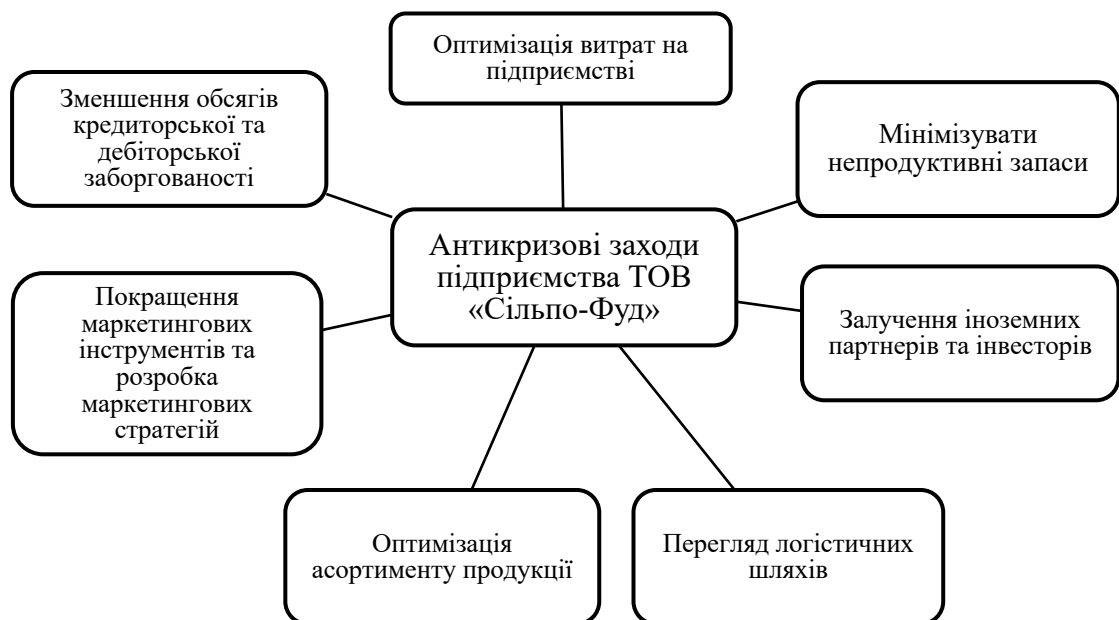 Оптимізація витрат на
підприємстві
Зменшення обсягів
кредиторської та
дебіторської
заборгованості
Мінімізувати
непродуктивні запаси
Антикризові заходи
підприємства ТОВ
«Сільпо-Фуд»
Покращення
маркетингових
інструментів та
розробка
маркетингових
стратегій
Залучення іноземних
партнерів та інвесторів
Оптимізація
асортименту продукції
Перегляд логістичних
шляхів